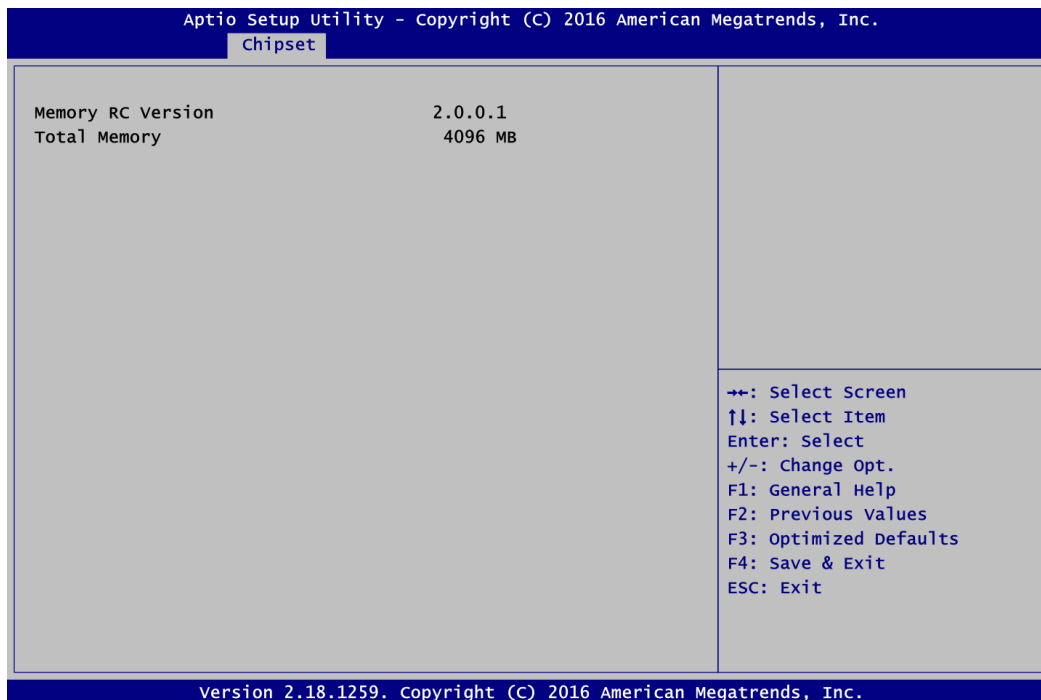 Aptio Setup Utility - Copyright (C) 2016 American Megatrends, Inc.
Chipset
Memory RC Version 2.0.0.1
Total Memory 4096 MB
→←: Select Screen
↑↓: Select Item
Enter: Select
+/-: Change Opt.
F1: General Help
F2: Previous Values
F3: Optimized Defaults
F4: Save & Exit
ESC: Exit
Version 2.18.1259. Copyright (C) 2016 American Megatrends, Inc.